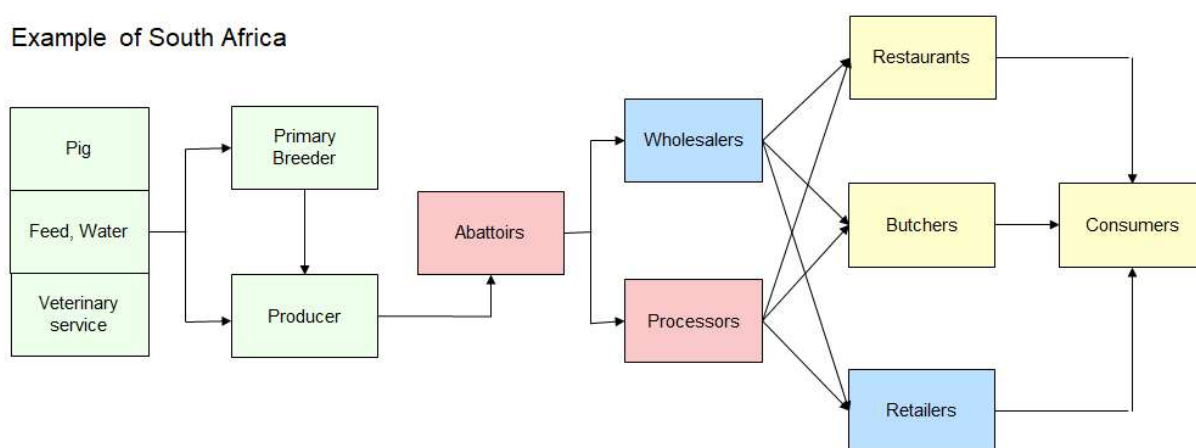 Example of South Africa
Pig
Feed, Water
Veterinary
service
Primary
Breeder
Producer
Abattoirs
Wholesalers
Processors
Restaurants
Butchers
Retailers
Consumers